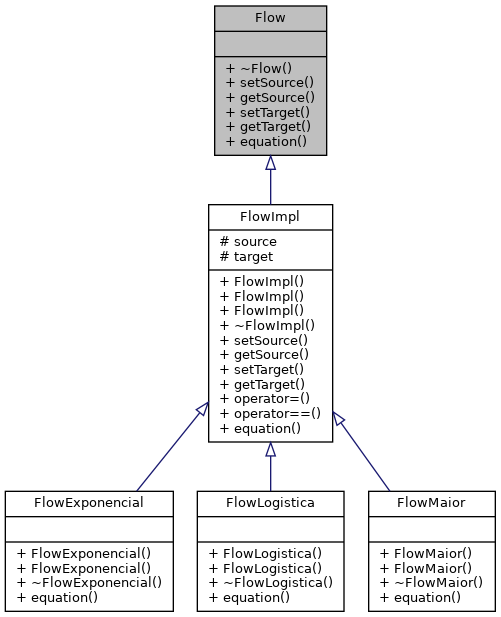 Flow
+ ~Flow()
+ setSource()
+ getSource()
+ setTarget()
+ getTarget()
+ equation()
FlowImpl
# source
# target
+ FlowImpl()
+ FlowImpl()
+ FlowImpl()
+ ~FlowImpl()
+ setSource()
+ getSource()
+ setTarget()
+ getTarget()
+ operator=()
+ operator==()
+ equation()
FlowExponencial
+ FlowExponencial()
+ FlowExponencial()
+ ~FlowExponencial()
+ equation()
FlowLogistica
+ FlowLogistica()
+ FlowLogistica()
+ ~FlowLogistica()
+ equation()
FlowMaior
+ FlowMaior()
+ FlowMaior()
+ ~FlowMaior()
+ equation()